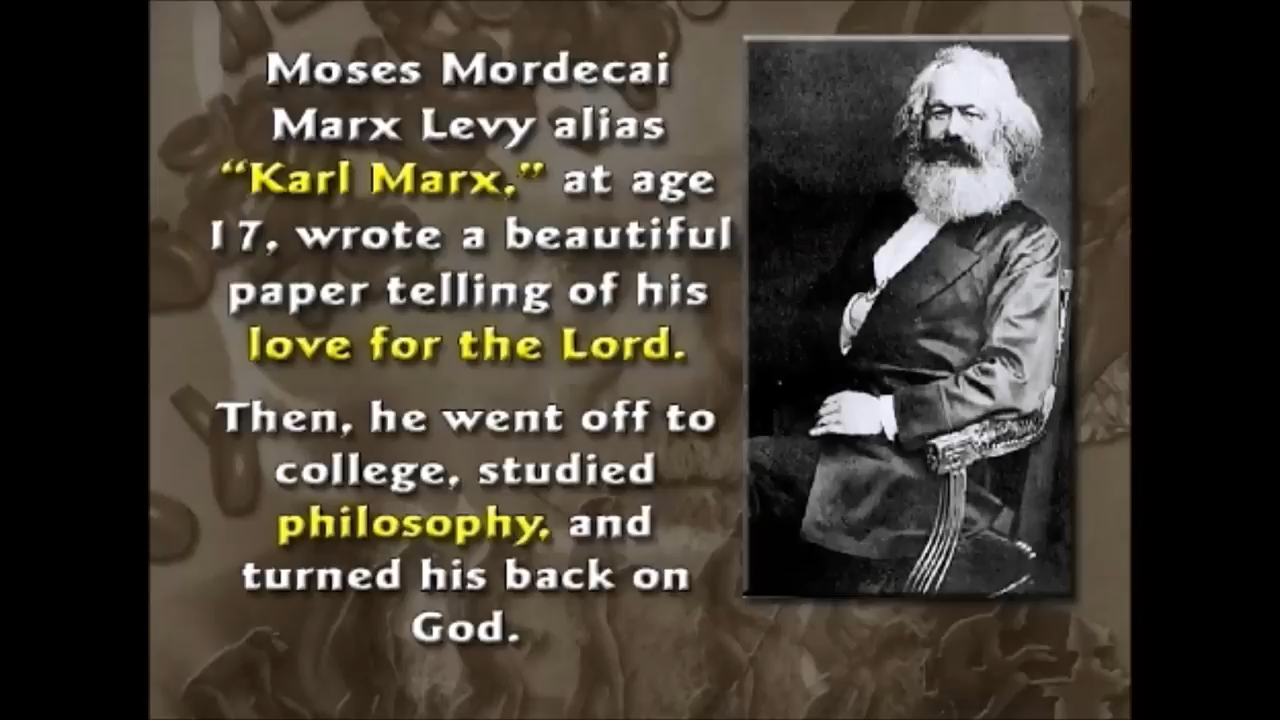 Moses Mordecai
Marx Levy alias
“Karl Marx,” at age
17, wrote a beautiful
paper telling of his
love for the Lord.
Then, he went off to
college, studied
philosophy, and
turned his back on
God.